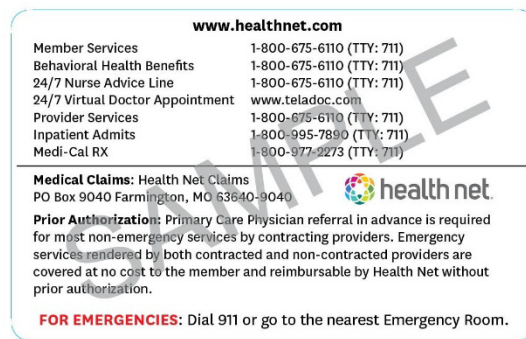 www.healthnet.com
Member Services 1-800-675-6110 (TTY: 711)
Behavioral Health Benefits 1-800-675-6110 (TTY: 711)
24/7 Nurse Advice Line 1-800-675-6110 (TTY: 711)
24/7 Virtual Doctor Appointment www.teladoc.com
Provider Services 1-800-675-6110 (TTY: 711)
Inpatient Admits 1-800-995-7890 (TTY: 711)
Medi-Cal RX 1-800-977-2273 (TTY: 711)
Medical Claims: Health Net Claims
PO Box 9040 Farmington, MO 63640-9040
health net.
Prior Authorization: Primary Care Physician referral in advance is required
for most non-emergency services by contracting providers. Emergency
services rendered by both contracted and non-contracted providers are
covered at no cost to the member and reimbursable by Health Net without
prior authorization.
FOR EMERGENCIES: Dial 911 or go to the nearest Emergency Room.
SAMPLE